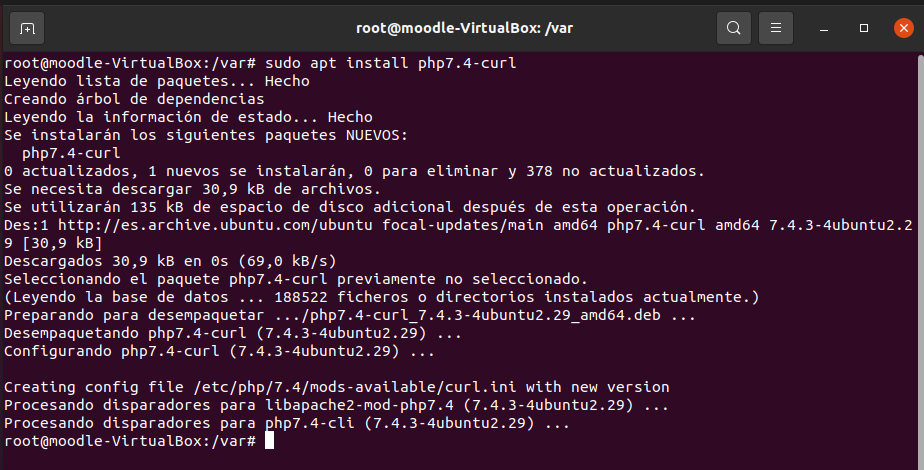 root@moodle-VirtualBox: /var
root@moodle-VirtualBox:/var# sudo apt install php7.4-curl
Leyendo lista de paquetes... Hecho
Creando árbol de dependencias
Leyendo la información de estado... Hecho
Se instalarán los siguientes paquetes NUEVOS:
  php7.4-curl
0 actualizados, 1 nuevos se instalarán, 0 para eliminar y 378 no actualizados.
Se necesita descargar 30,9 kB de archivos.
Se utilizarán 135 kB de espacio de disco adicional después de esta operación.
Des:1 http://es.archive.ubuntu.com/ubuntu focal-updates/main amd64 php7.4-curl amd64 7.4.3-4ubuntu2.2
9 [30,9 kB]
Descargados 30,9 kB en 0s (69,0 kB/s)
Seleccionando el paquete php7.4-curl previamente no seleccionado.
(Leyendo la base de datos ... 188522 ficheros o directorios instalados actualmente.)
Preparando para desempaquetar .../php7.4-curl_7.4.3-4ubuntu2.29_amd64.deb ...
Desempaquetando php7.4-curl (7.4.3-4ubuntu2.29) ...
Configurando php7.4-curl (7.4.3-4ubuntu2.29) ...

Creating config file /etc/php/7.4/mods-available/curl.ini with new version
Procesando disparadores para libapache2-mod-php7.4 (7.4.3-4ubuntu2.29) ...
Procesando disparadores para php7.4-cli (7.4.3-4ubuntu2.29) ...
root@moodle-VirtualBox:/var#